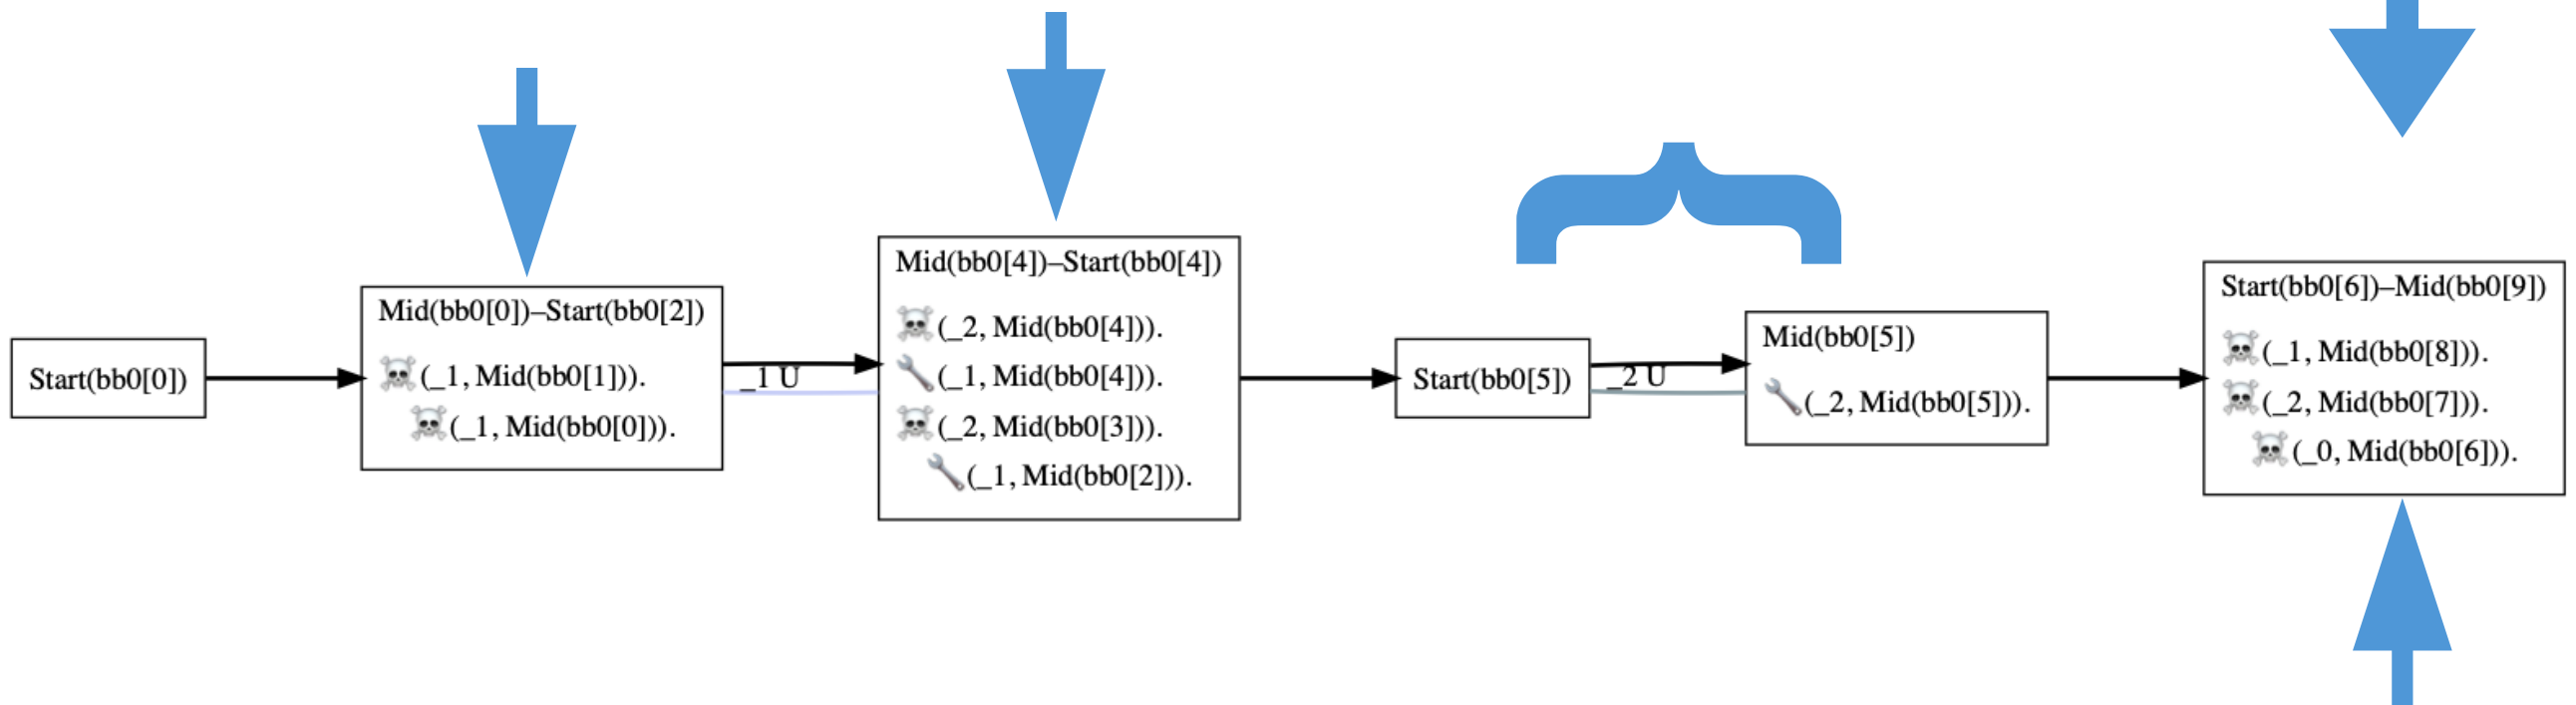 Start(bb0[0])
Mid(bb0[0])–Start(bb0[2])
☠(_1, Mid(bb0[1])).
☠(_1, Mid(bb0[0])).
_1 U
Mid(bb0[4])–Start(bb0[4])
☠(_2, Mid(bb0[4])).
🔧(_1, Mid(bb0[4])).
☠(_2, Mid(bb0[3])).
🔧(_1, Mid(bb0[2])).
Start(bb0[5])
_2 U
Mid(bb0[5])
🔧(_2, Mid(bb0[5])).
Start(bb0[6])–Mid(bb0[9])
☠(_1, Mid(bb0[8])).
☠(_2, Mid(bb0[7])).
☠(_0, Mid(bb0[6])).